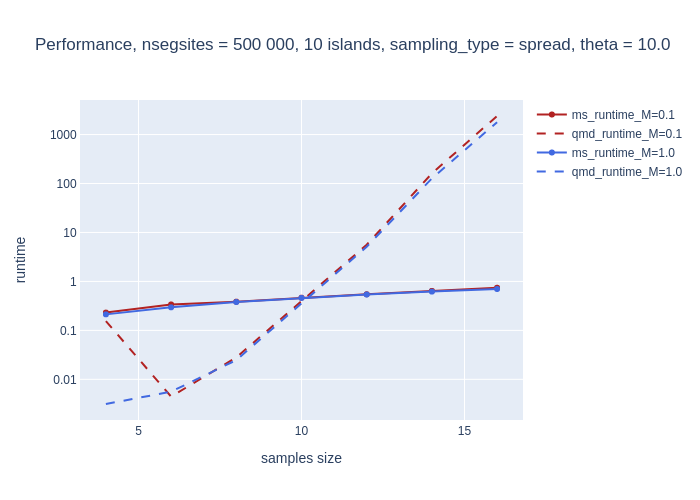 Performance, nsegsites = 500 000, 10 islands, sampling_type = spread, theta = 10.0
ms_runtime_M=0.1
qmd_runtime_M=0.1
ms_runtime_M=1.0
qmd_runtime_M=1.0
1000
100
10
1
0.1
0.01
runtime
5
10
15
samples size